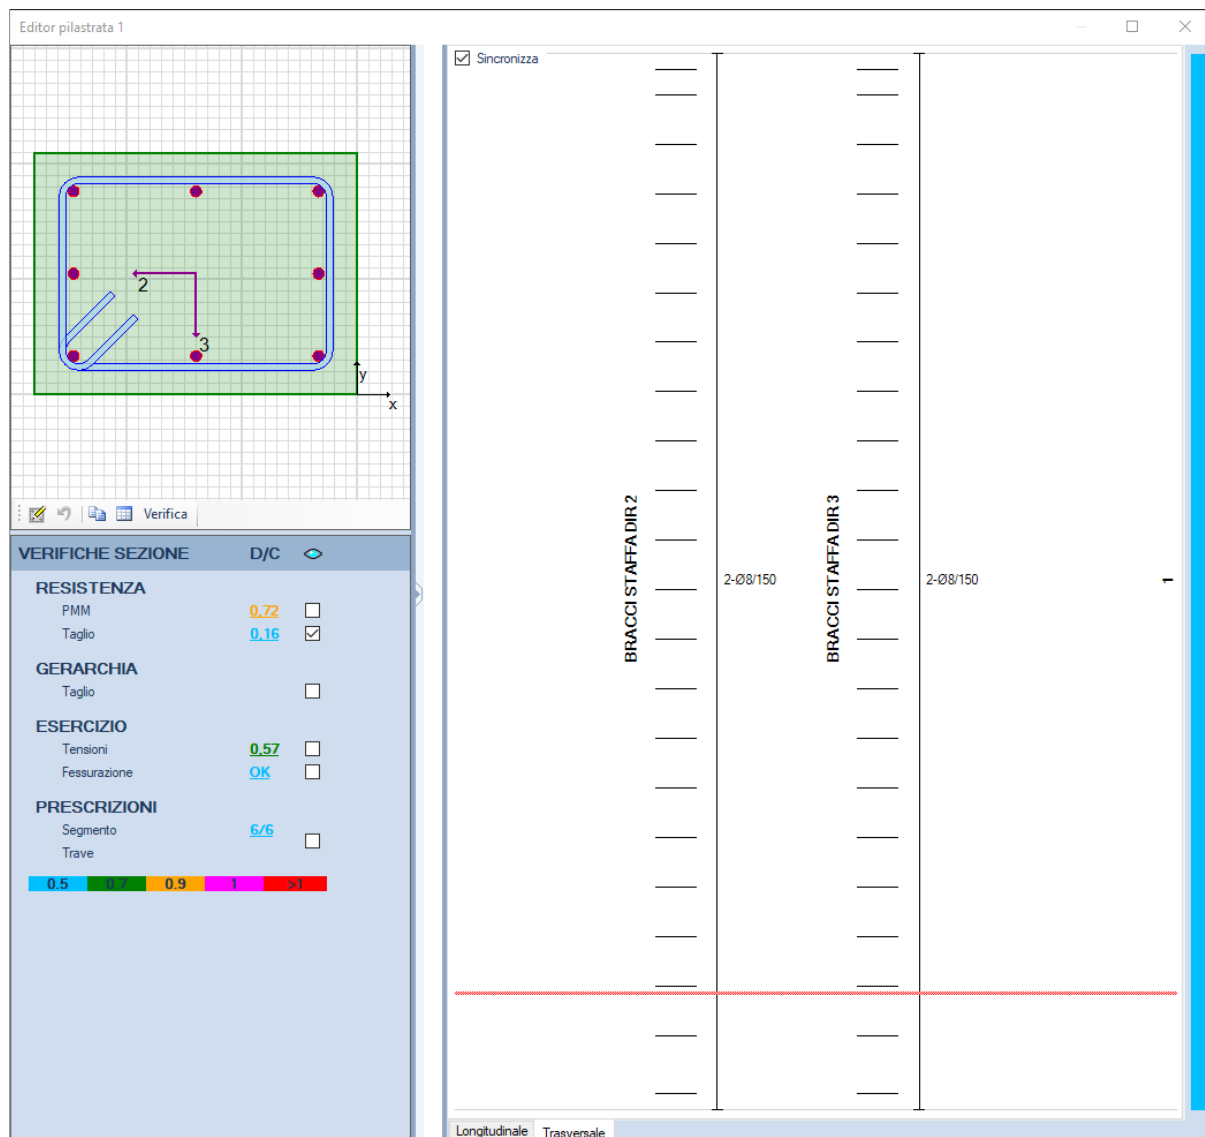 Editor pilastrata 1
Sincronizza
2
3
y
x
Verifica
VERIFICHE SEZIONE D/C
RESISTENZA
PMM 0,72
Taglio 0,16
GERARCHIA
Taglio
ESERCIZIO
Tensioni 0,57
Fessurazione OK
PRESCRIZIONI
Segmento 6/6
Trave
0.5 0.7 0.9 1 >1
BRACCI STAFFA DIR 2
2-Ø8/150
BRACCI STAFFA DIR 3
2-Ø8/150
1
Longitudinale Trasversale